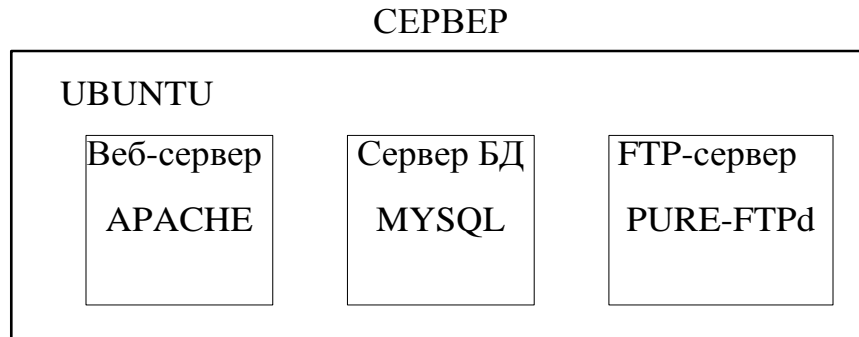 СЕРВЕР
UBUNTU
Веб-сервер
APACHE
Сервер БД
MYSQL
FTP-сервер
PURE-FTPd